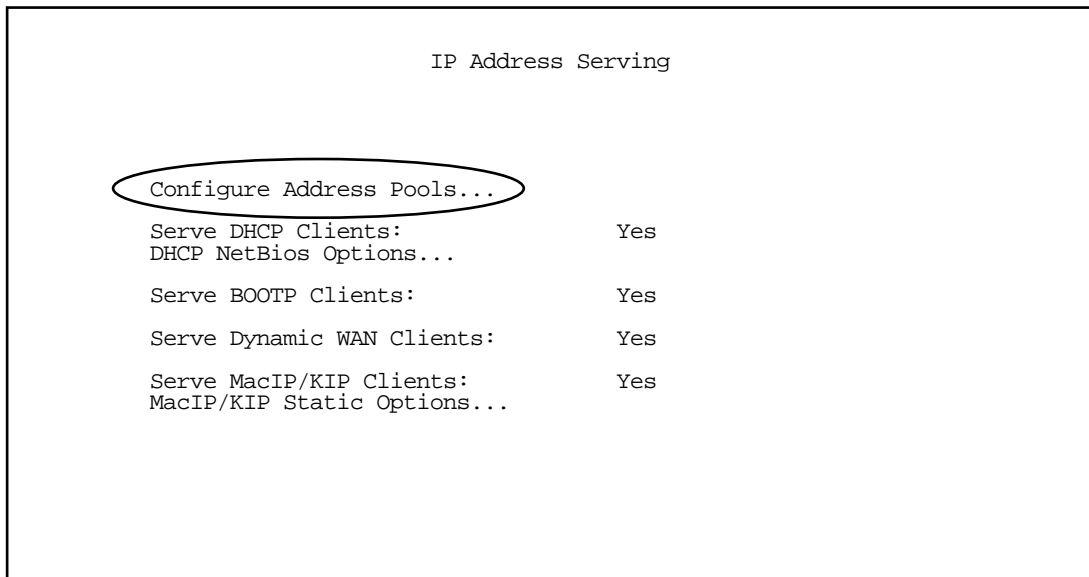 IP Address Serving
Configure Address Pools...
Serve DHCP Clients: Yes
DHCP NetBios Options...
Serve BOOTP Clients: Yes
Serve Dynamic WAN Clients: Yes
Serve MacIP/KIP Clients: Yes
MacIP/KIP Static Options...